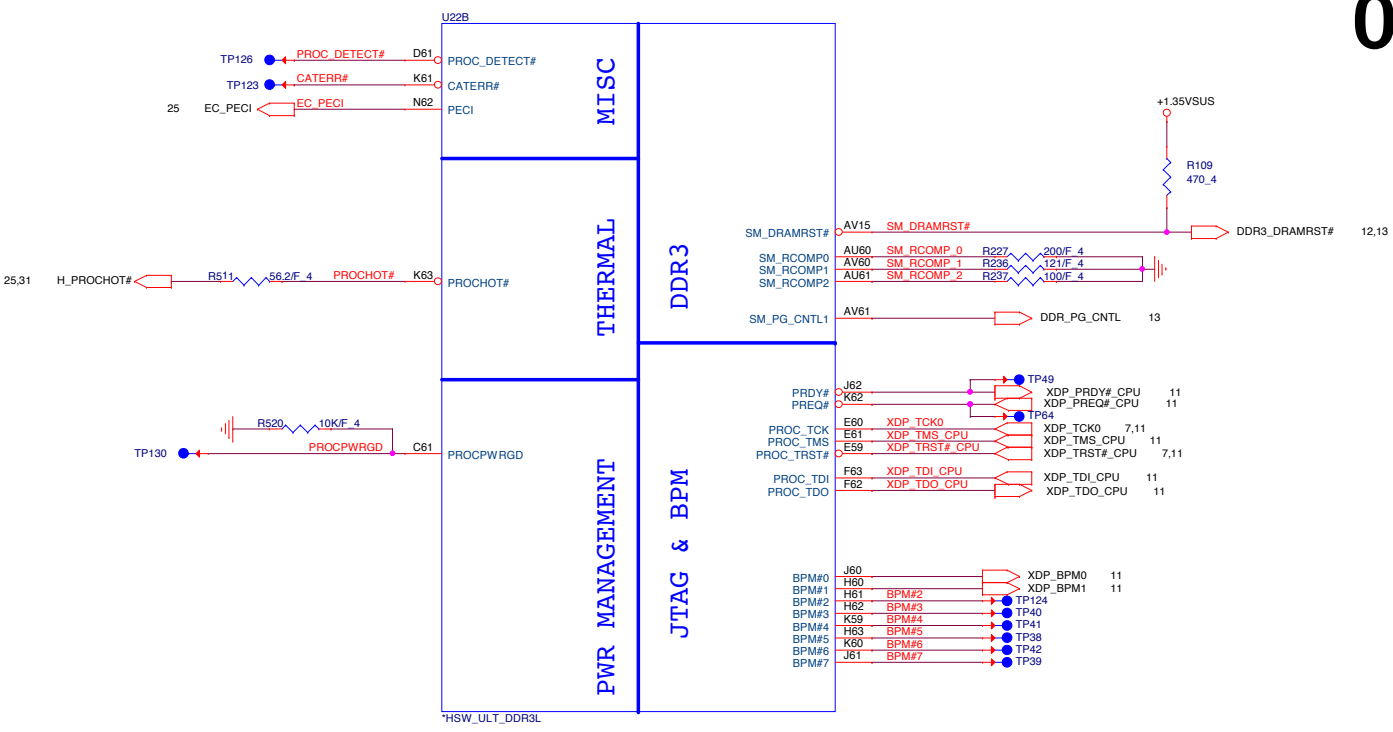 0
U22B
TP126 PROC_DETECT# D61 PROC_DETECT#
TP123 CATERR# K61 CATERR#
25 EC_PECI EC_PECI N62 PECI
MISC
THERMAL
25,31 H_PROCHOT# R511 56.2/F_4 PROCHOT# K63 PROCHOT#
R520 10K/F_4
TP130 PROCPWRGD C61 PROCPWRGD
PWR MANAGEMENT
DDR3
JTAG & BPM
+1.35VSUS
R109
470_4
SM_DRAMRST# AV15 SM_DRAMRST# DDR3_DRAMRST# 12,13
SM_RCOMP0 AU60 SM_RCOMP_0 R227 200/F_4
SM_RCOMP1 AV60 SM_RCOMP_1 R236 121/F_4
SM_RCOMP2 AU61 SM_RCOMP_2 R237 100/F_4
SM_PG_CNTL1 AV61 DDR_PG_CNTL 13
TP49
PRDY# J62 XDP_PRDY#_CPU 11
PREQ# K62 XDP_PREQ#_CPU 11
TP64
PROC_TCK E60 XDP_TCK0 XDP_TCK0 7,11
PROC_TMS E61 XDP_TMS_CPU XDP_TMS_CPU 11
PROC_TRST# E59 XDP_TRST#_CPU XDP_TRST#_CPU 7,11
PROC_TDI F63 XDP_TDI_CPU XDP_TDI_CPU 11
PROC_TDO F62 XDP_TDO_CPU XDP_TDO_CPU 11
BPM#0 J60 XDP_BPM0 11
BPM#1 H60 XDP_BPM1 11
BPM#2 H61 BPM#2 TP124
BPM#3 H62 BPM#3 TP40
BPM#4 K59 BPM#4 TP41
BPM#5 H63 BPM#5 TP38
BPM#6 K60 BPM#6 TP42
BPM#7 J61 BPM#7 TP39
*HSW_ULT_DDR3L